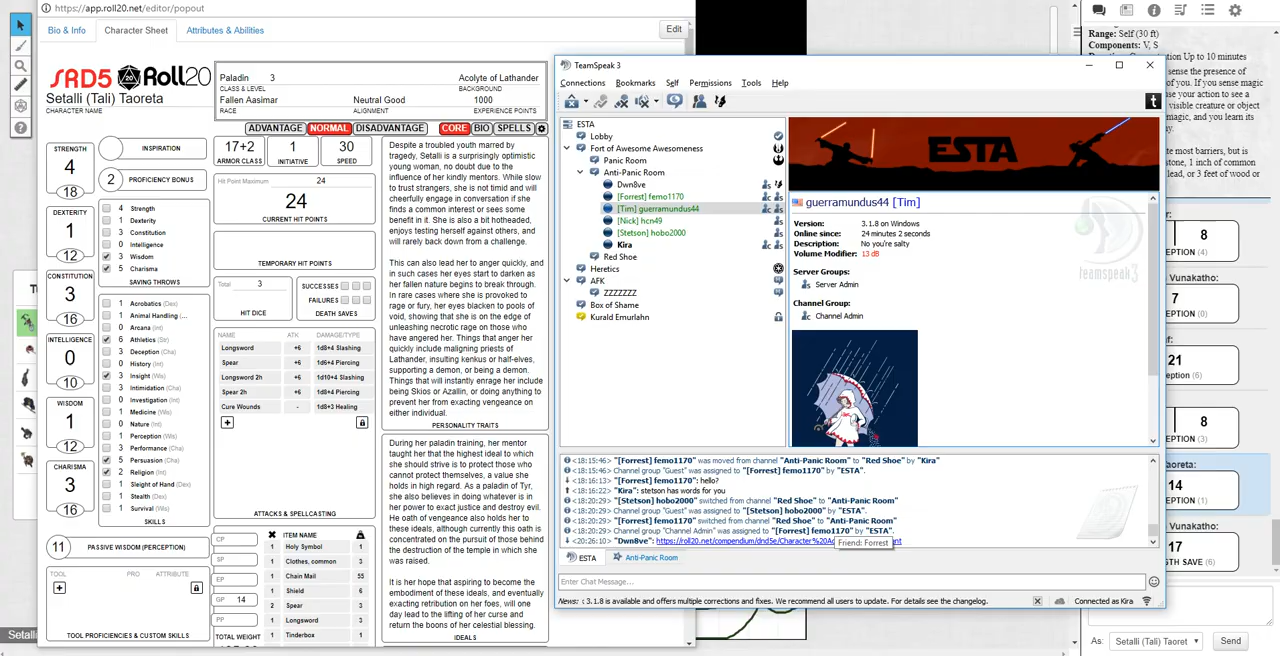 https://app.roll20.net/editor/popout
Bio & Info
Character Sheet
Attributes & Abilities
Edit
SRD5 Roll20
Setalli (Tali) Taoreta
CHARACTER NAME
Paladin 3
Acolyte of Lathander
CLASS & LEVEL
BACKGROUND
Fallen Aasimar
Neutral Good
1000
RACE
ALIGNMENT
EXPERIENCE POINTS
ADVANTAGE NORMAL DISADVANTAGE
CORE BIO SPELLS
STRENGTH
4
18
DEXTERITY
1
12
CONSTITUTION
3
16
INTELLIGENCE
0
10
WISDOM
1
12
CHARISMA
3
16
INSPIRATION
2 PROFICIENCY BONUS
4 Strength
1 Dexterity
3 Constitution
0 Intelligence
3 Wisdom
5 Charisma
SAVING THROWS
1 Acrobatics (Dex)
1 Animal Handling (...
0 Arcana (Int)
6 Athletics (Str)
3 Deception (Cha)
0 History (Int)
3 Insight (Wis)
3 Intimidation (Cha)
0 Investigation (Int)
1 Medicine (Wis)
0 Nature (Int)
1 Perception (Wis)
3 Performance (Cha)
5 Persuasion (Cha)
2 Religion (Int)
1 Sleight of Hand (Dex)
1 Stealth (Dex)
1 Survival (Wis)
SKILLS
11 PASSIVE WISDOM (PERCEPTION)
TOOL PRO ATTRIBUTE
TOOL PROFICIENCIES & CUSTOM SKILLS
17+2
ARMOR CLASS
1
INITIATIVE
30
SPEED
Hit Point Maximum 24
24
CURRENT HIT POINTS
TEMPORARY HIT POINTS
Total 3
HIT DICE
SUCCESSES
FAILURES
DEATH SAVES
NAME ATK DAMAGE/TYPE
Longsword +6 1d8+4 Slashing
Spear +6 1d6+4 Piercing
Longsword 2h +6 1d10+4 Slashing
Spear 2h +6 1d8+4 Piercing
Cure Wounds - 1d8+3 Healing
ATTACKS & SPELLCASTING
CP
SP
EP
GP 14
PP
TOTAL WEIGHT
ITEM NAME
1 Holy Symbol 1
1 Clothes, common 3
1 Chain Mail 55
1 Shield 6
2 Spear 3
1 Longsword 3
1 Tinderbox 1
Despite a troubled youth marred by
tragedy, Setalli is a surprisingly optimistic
young woman, no doubt due to the
influence of her kindly mentors. While slow
to trust strangers, she is not timid and will
cheerfully engage in conversation if she
finds a common interest or sees some
benefit in it. She is also a bit hotheaded,
enjoys testing herself against others, and
will rarely back down from a challenge.
This can also lead her to anger quickly, and
in such cases her eyes start to darken as
her fallen nature begins to break through.
In rare cases where she is provoked to
rage or fury, her eyes blacken to pools of
void, showing that she is on the edge of
unleashing necrotic rage on those who
have angered her. Things that anger her
include maligning priests of
Lathander, insulting kenkus or half-elves,
supporting a demon, or being a demon.
Things that will instantly enrage her include
being Skios or Azallin, or doing anything to
prevent her from exacting vengeance on
either individual.
PERSONALITY TRAITS
During her paladin training, her mentor
taught her that the highest ideal to which
she should strive is to protect those who
cannot protect themselves, a value she
holds in high regard. As a paladin of Tyr,
she also believes in doing whatever is in
her power to exact justice and destroy evil.
He oath of vengeance also holds her to
these ideals, although currently this oath is
concentrated on the pursuit of those behind
the destruction of the temple in which she
was raised.
It is her hope that aspiring to become the
embodiment of these ideals, and eventually
exacting retribution on her foes, will one
day lead to the lifting of her curse and
return the boons of her celestial blessing.
IDEALS
Setalli
TeamSpeak 3
Connections Bookmarks Self Permissions Tools Help
ESTA
Lobby
Fort of Awesome Awesomeness
Panic Room
Anti-Panic Room
Dwn8ve
[Forrest] femo1170
[Tim] guerramundus44
[Nick] hcn49
[Stetson] hobo2000
Kira
Red Shoe
Heretics
AFK
ZZZZZZZ
Box of Shame
Kurald Emurlahn
ESTA
guerramundus44 [Tim]
Version: 3.1.8 on Windows
Online since: 24 minutes 2 seconds
Description: No you're salty
Volume Modifier: 13 dB
Server Groups:
Server Admin
Channel Group:
Channel Admin
teamspeak3
<18:15:46> "[Forrest] femo1170" was moved from channel "Anti-Panic Room" to "Red Shoe" by "Kira"
Channel group "Guest" was assigned to "[Forrest] femo1170" by "ESTA".
<18:16:13> "[Forrest] femo1170": hello?
<18:16:22> "Kira": stetson has words for you
<18:20:29> "[Stetson] hobo2000" switched from channel "Red Shoe" to "Anti-Panic Room"
<18:20:29> Channel group "Guest" was assigned to "[Stetson] hobo2000" by "ESTA".
<18:20:29> "[Forrest] femo1170" switched from channel "Red Shoe" to "Anti-Panic Room"
<18:20:29> Channel group "Channel Admin" was assigned to "[Forrest] femo1170" by "ESTA".
<20:26:10> "Dwn8ve": https://roll20.net/compendium/dnd5e/Character%20A
Friend: Forrest
ESTA
Anti-Panic Room
Enter Chat Message...
3.1.8 is available and offers multiple corrections and fixes. We recommend all users to update. For details see the changelog.
Connected as Kira
Range: Self (30 ft)
Components: V, S
Concentration Up to 10 minutes
sense the presence of
of you. If you sense magic
use your action to see a
visible creature or object
magic, and you learn its
most barriers, but is
stone, 1 inch of common
lead, or 3 feet of wood or
8
Vunakatho:
7
21
8
Taoreta:
14
Vunakatho:
17
As: Setalli (Tali) Taoret
Send